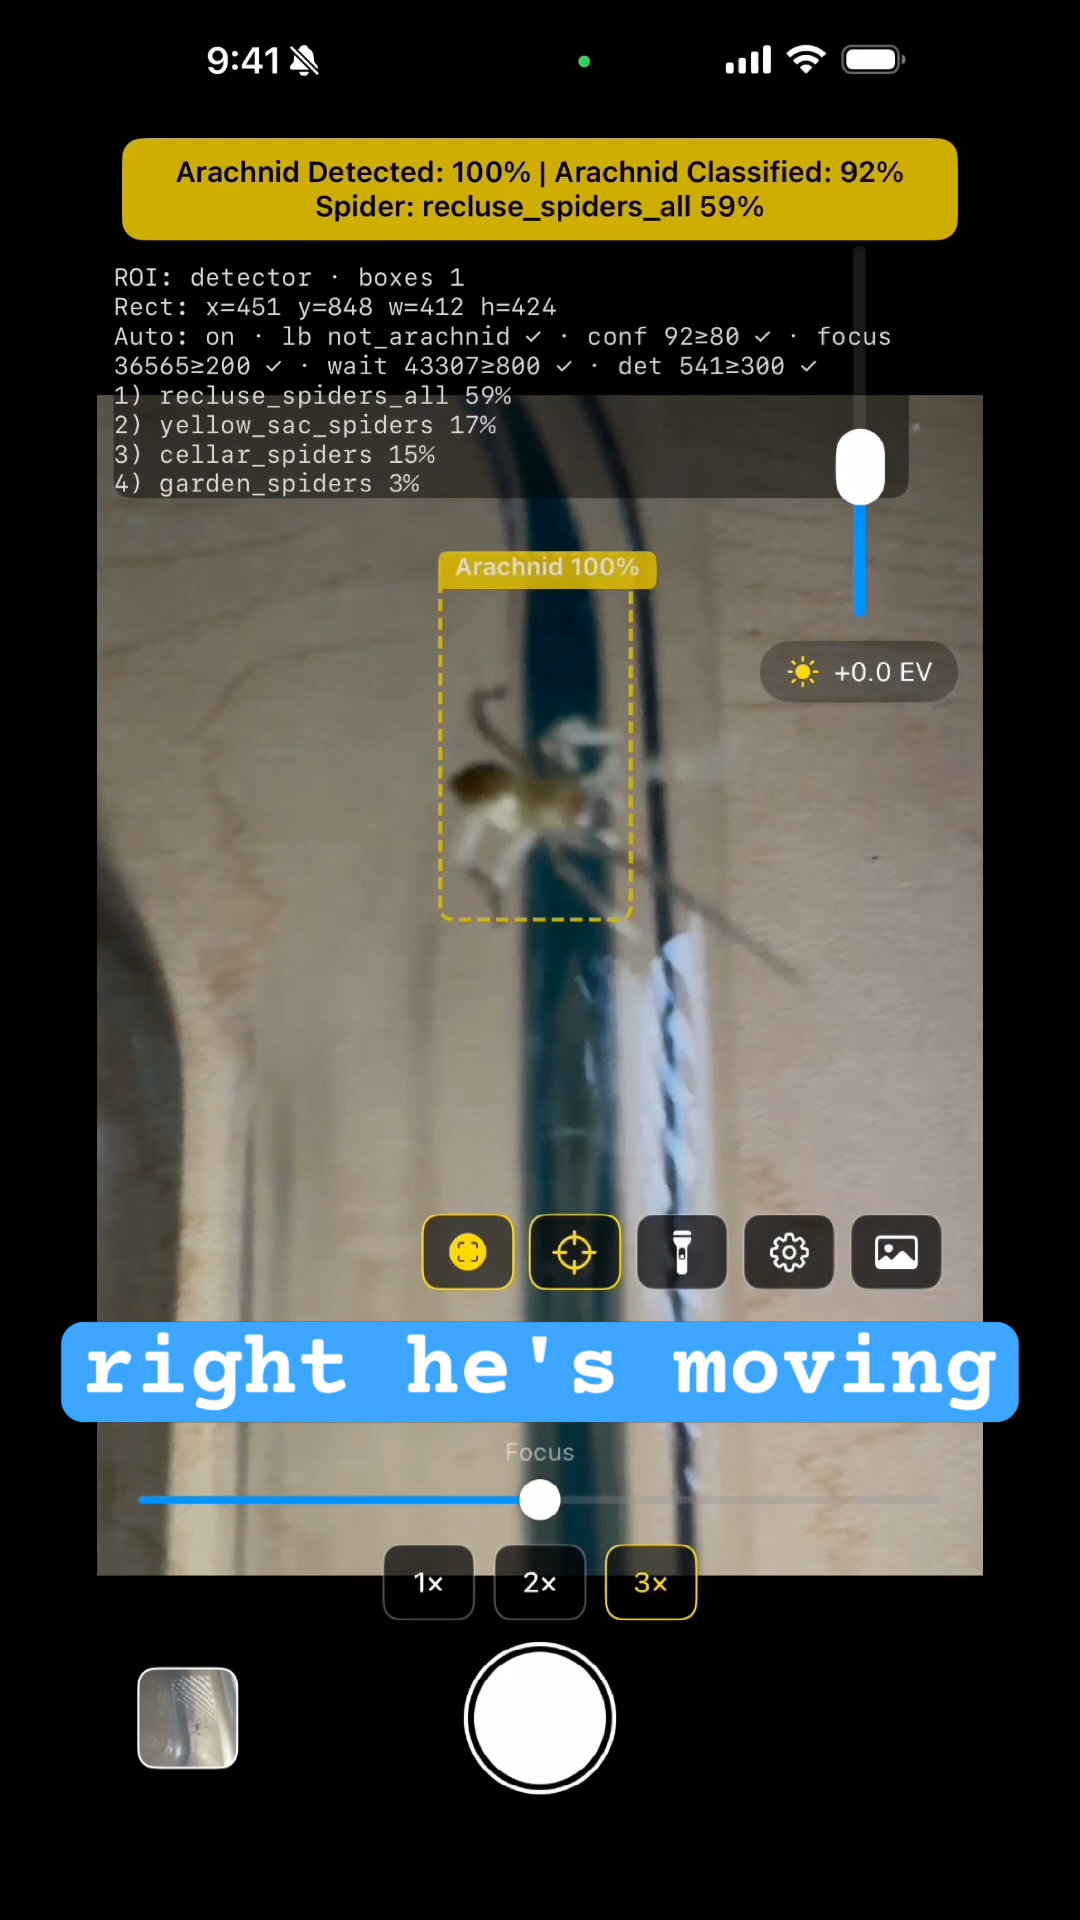 9:41
Arachnid Detected: 100% | Arachnid Classified: 92%
Spider: recluse_spiders_all 59%
ROI: detector · boxes 1
Rect: x=451 y=848 w=412 h=424
Auto: on · lb not_arachnid ✓ · conf 92≥80 ✓ · focus
36565≥200 ✓ · wait 43307≥800 ✓ · det 541≥300 ✓
1) recluse_spiders_all 59%
2) yellow_sac_spiders 17%
3) cellar_spiders 15%
4) garden_spiders 3%
Arachnid 100%
+0.0 EV
right he's moving
Focus
1×
2×
3×